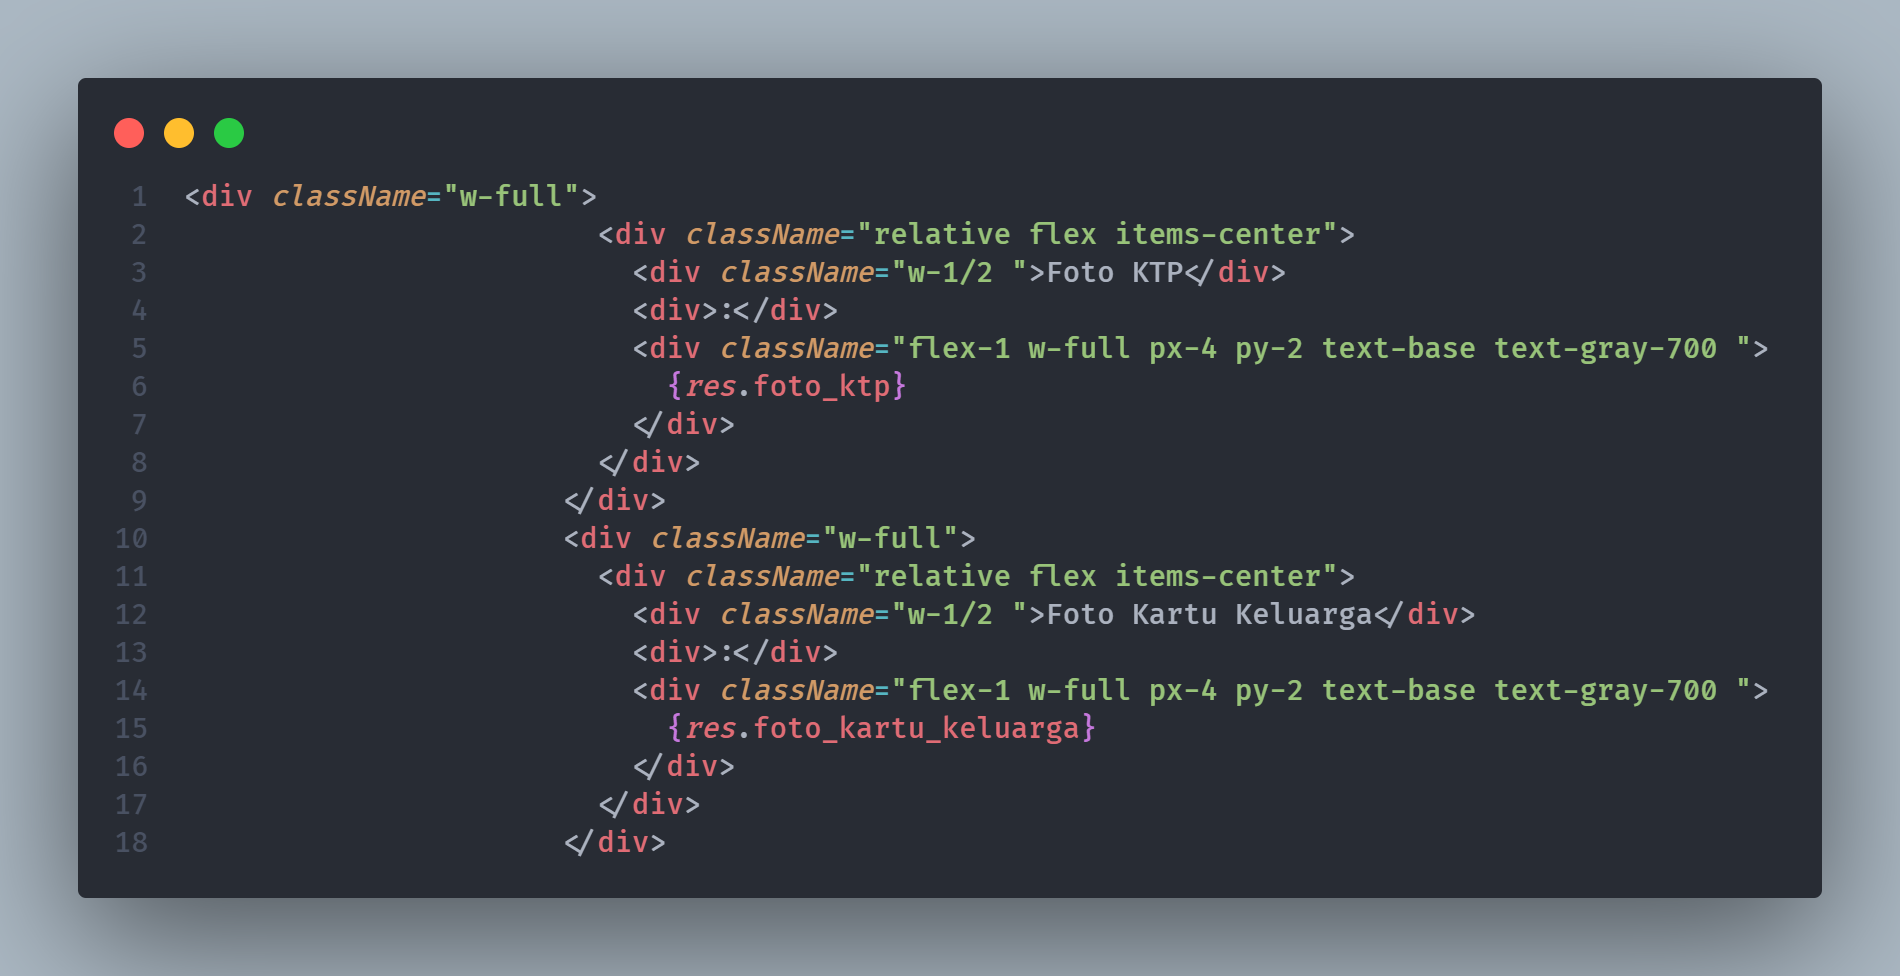 1 <div className="w-full">
2 <div className="relative flex items-center">
3 <div className="w-1/2 ">Foto KTP</div>
4 <div>:</div>
5 <div className="flex-1 w-full px-4 py-2 text-base text-gray-700 ">
6 {res.foto_ktp}
7 </div>
8 </div>
9 </div>
10 <div className="w-full">
11 <div className="relative flex items-center">
12 <div className="w-1/2 ">Foto Kartu Keluarga</div>
13 <div>:</div>
14 <div className="flex-1 w-full px-4 py-2 text-base text-gray-700 ">
15 {res.foto_kartu_keluarga}
16 </div>
17 </div>
18 </div>